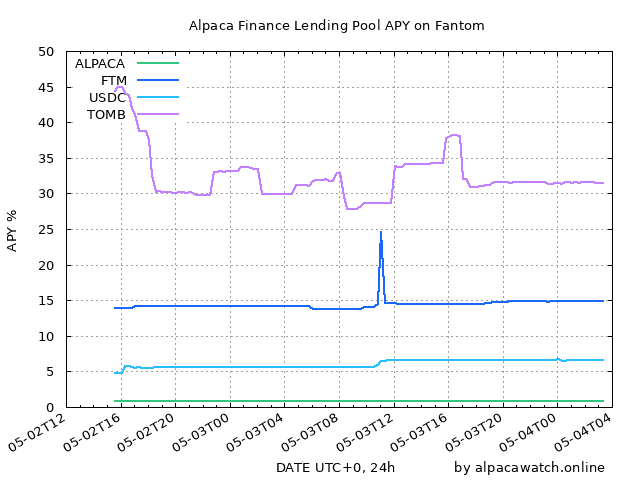 Alpaca Finance Lending Pool APY on Fantom
50
45
40
35
30
25
20
15
10
5
0
APY %
ALPACA
FTM
USDC
TOMB
05-02T12
05-02T16
05-02T20
05-03T00
05-03T04
05-03T08
05-03T12
05-03T16
05-03T20
05-04T00
05-04T04
DATE UTC+0, 24h
by alpacawatch.online